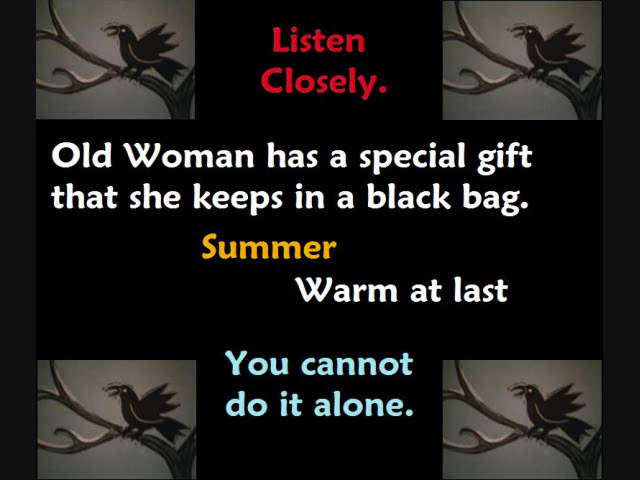 Listen
Closely.
Old Woman has a special gift
that she keeps in a black bag.
Summer
Warm at last
You cannot
do it alone.